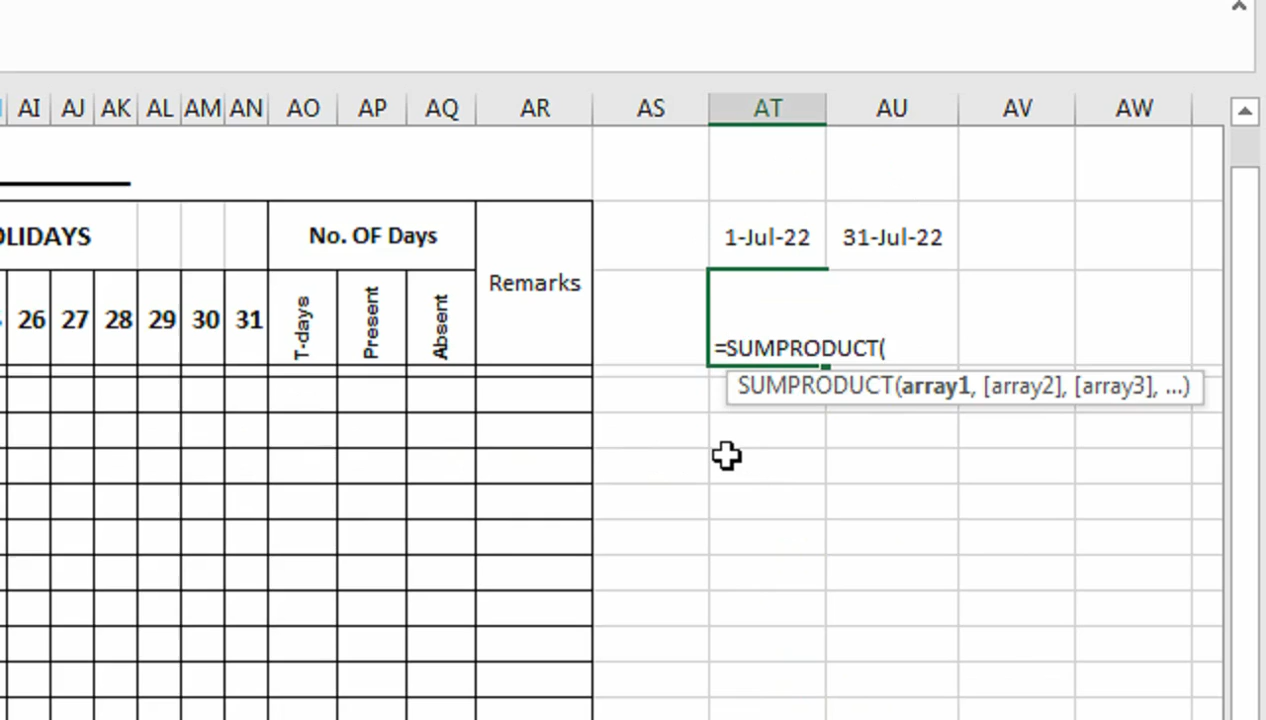 AI AJ AK AL AM AN AO AP AQ AR AS AT AU AV AW
OLIDAYS No. OF Days 1-Jul-22 31-Jul-22
Remarks
26 27 28 29 30 31 T-days Present Absent
=SUMPRODUCT(
SUMPRODUCT(array1, [array2], [array3], ...)